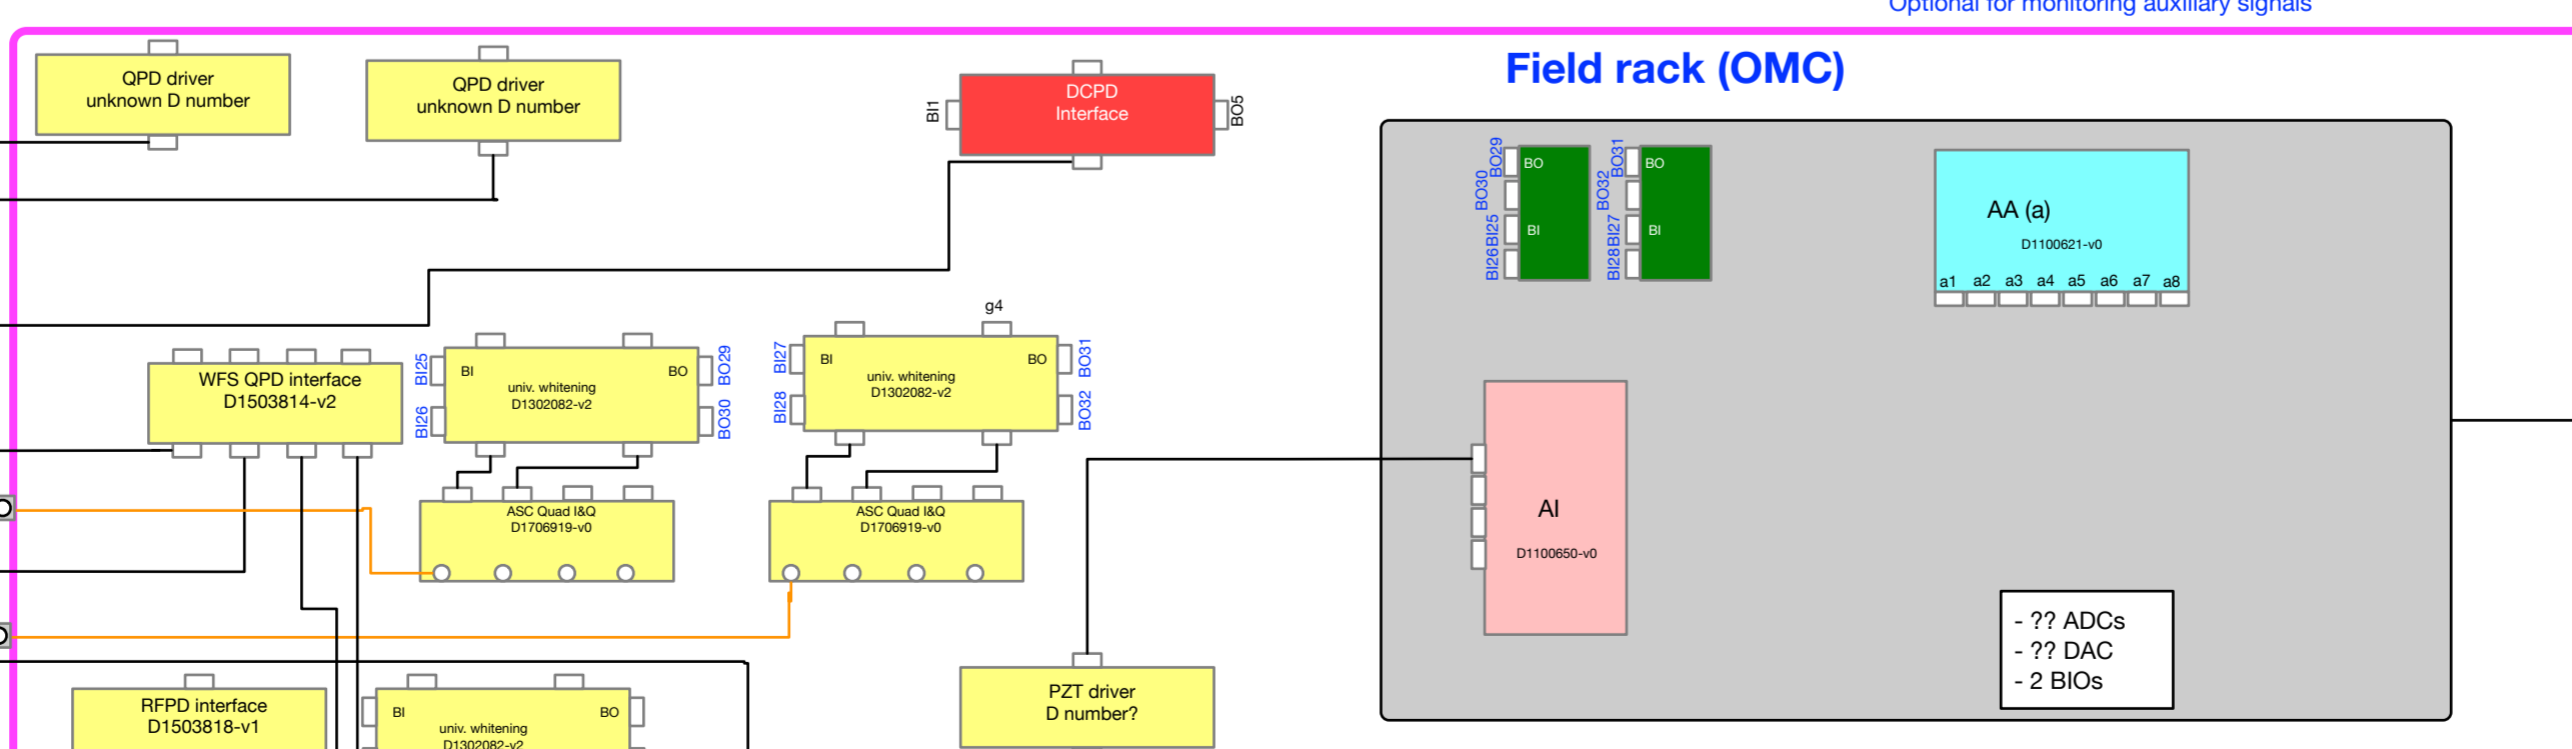 Optional for monitoring auxiliary signals
Field rack (OMC)
QPD driver
unknown D number
QPD driver
unknown D number
DCPD
Interface
BI1
BO5
BO29
BO30
BI25
BI26
BO
BI
BO31
BO32
BI27
BI28
BO
BI
AA (a)
D1100621-v0
a1 a2 a3 a4 a5 a6 a7 a8
g4
WFS QPD interface
D1503814-v2
BI25
BI26
BI
BO
univ. whitening
D1302082-v2
BO29
BO30
BI27
BI28
BI
BO
univ. whitening
D1302082-v2
BO31
BO32
ASC Quad I&Q
D1706919-v0
ASC Quad I&Q
D1706919-v0
AI
D1100650-v0
- ?? ADCs
- ?? DAC
- 2 BIOs
RFPD interface
D1503818-v1
BI
BO
univ. whitening
D1302082-v2
PZT driver
D number?